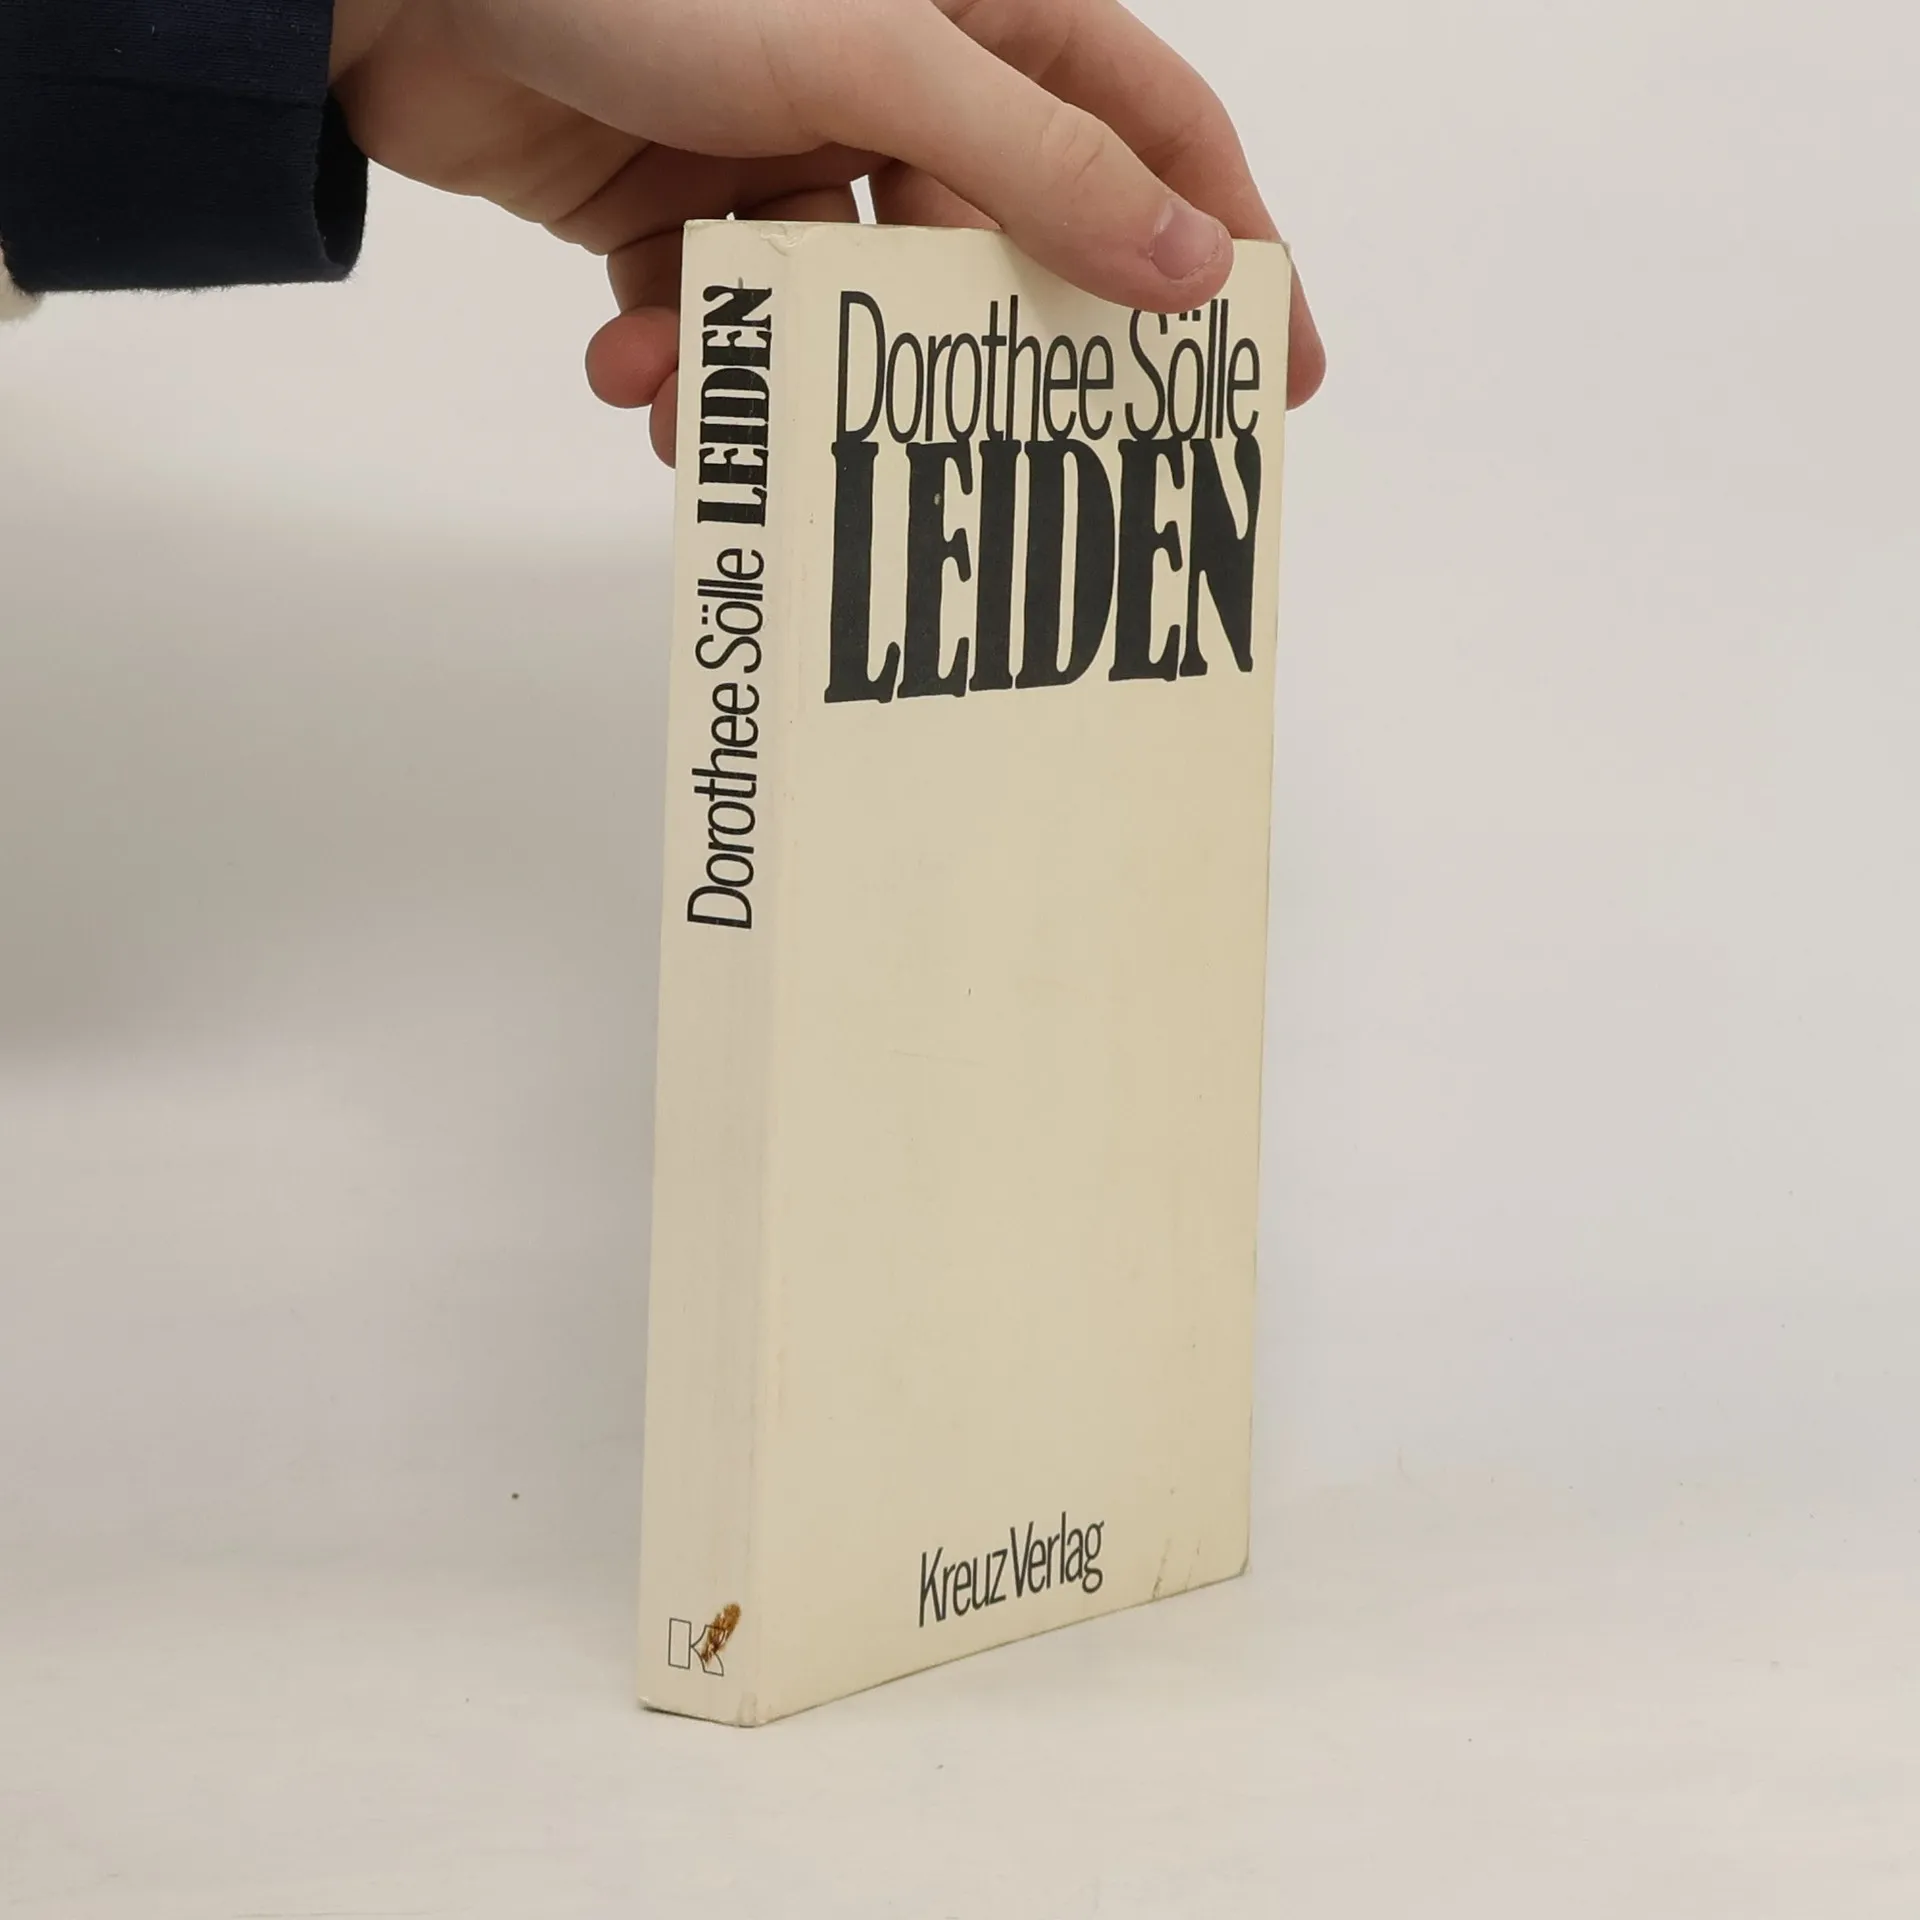 Dorothee Sölle LEIDEN
Dorothee Sölle
LEIDEN
Kreuz Verlag
K